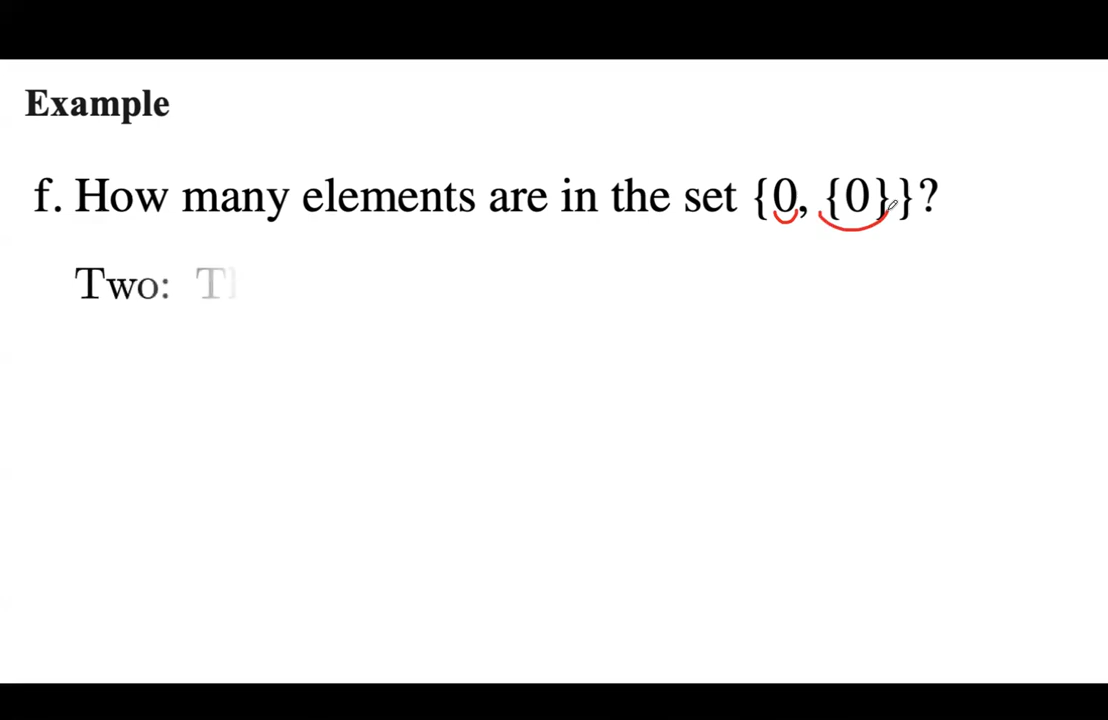 Example
f. How many elements are in the set {0, {0}}?
Two: T